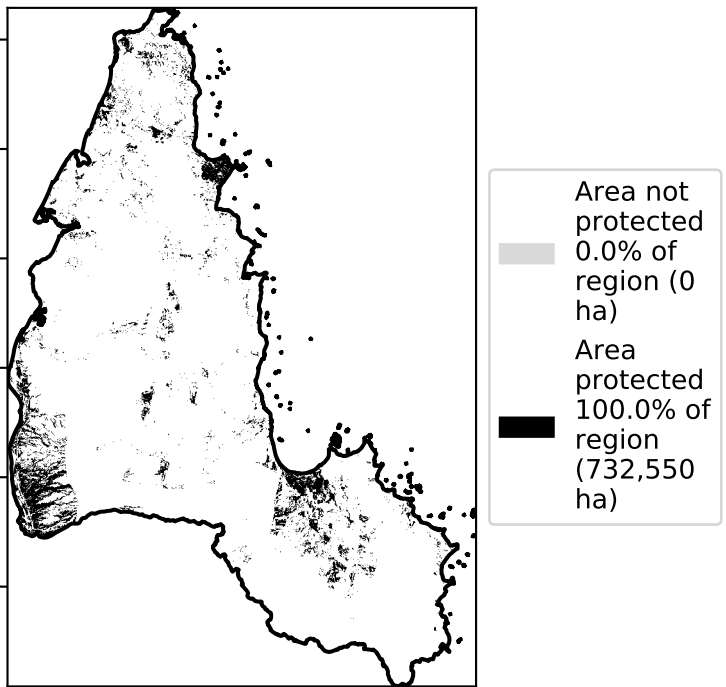 Area not
protected
0.0% of
region (0
ha)
Area
protected
100.0% of
region
(732,550
ha)